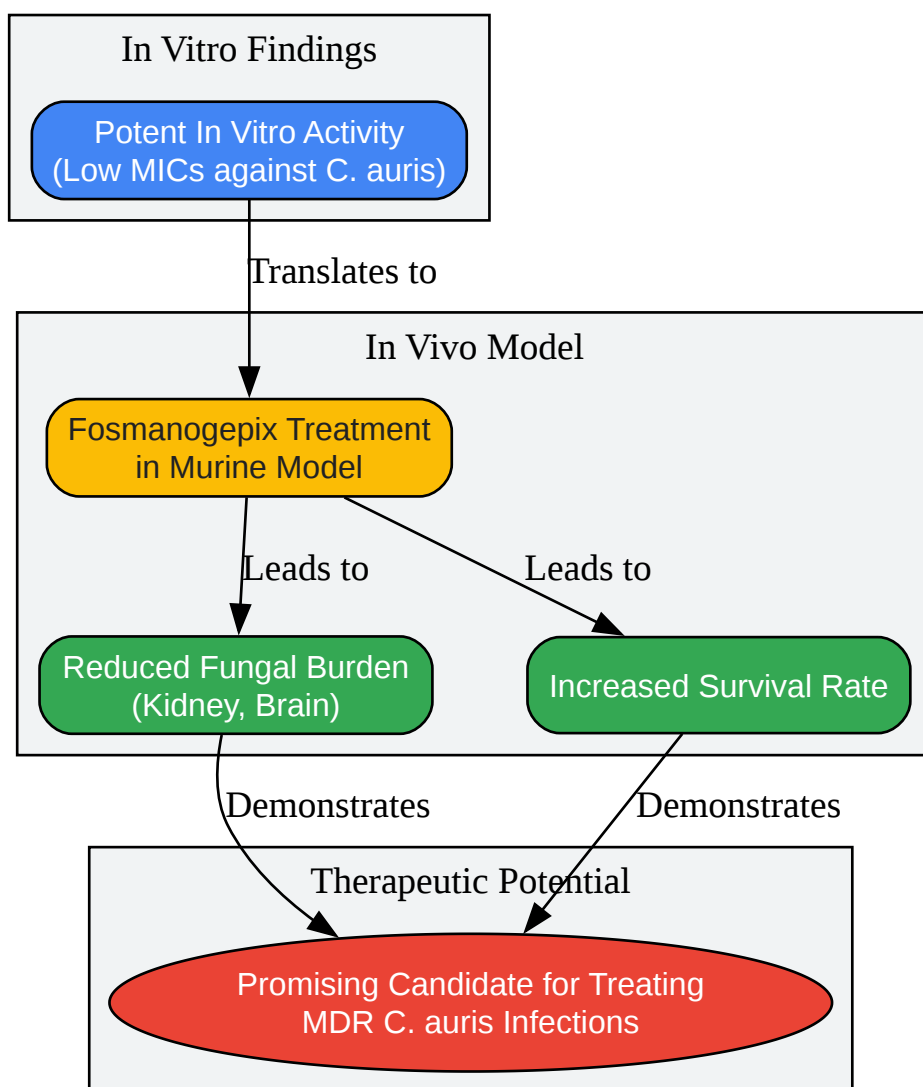 In Vitro Findings
Potent In Vitro Activity
(Low MICs against C. auris)
Translates to
In Vivo Model
Fosmanogepix Treatment
in Murine Model
Leads to
Leads to
Reduced Fungal Burden
(Kidney, Brain)
Increased Survival Rate
Demonstrates
Demonstrates
Therapeutic Potential
Promising Candidate for Treating
MDR C. auris Infections